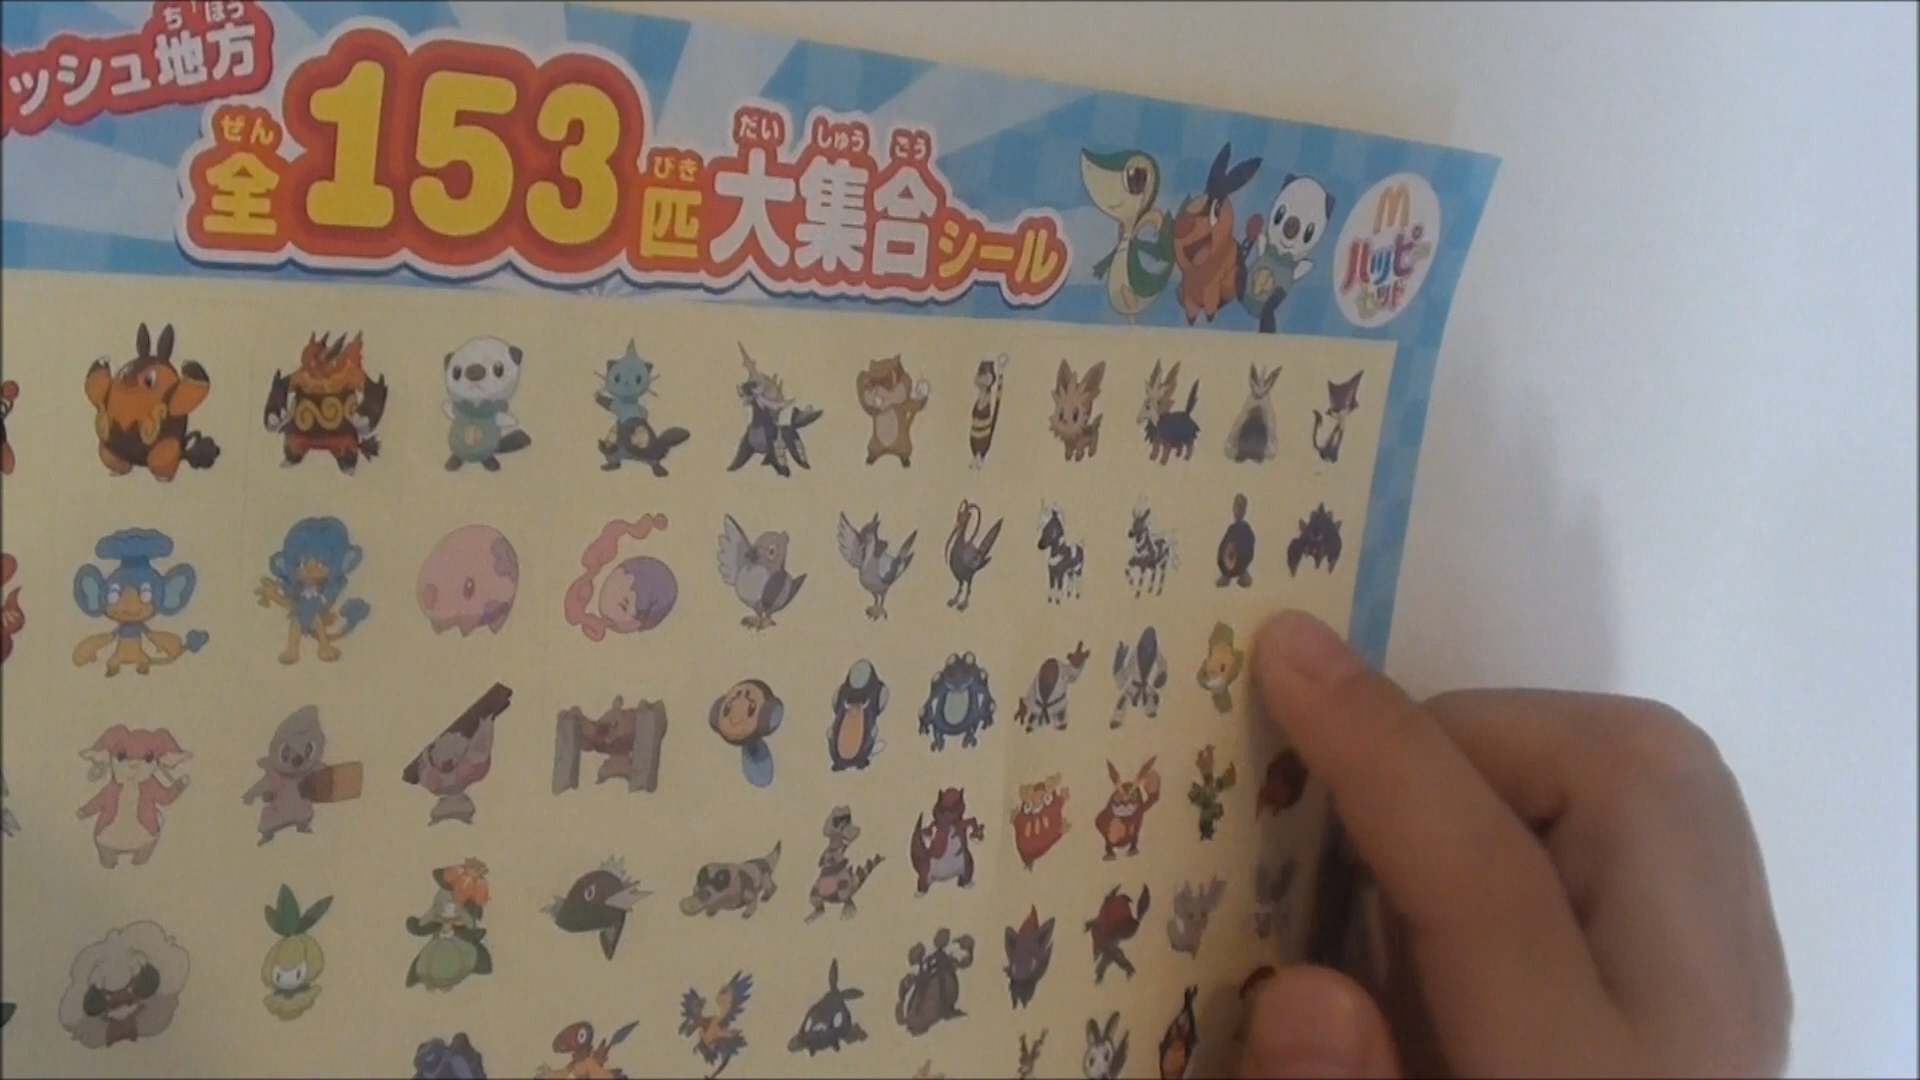 ち ほう
ッシュ地方
ぜん びき だい しゅう ごう
全153匹大集合シール
M
ハッピー
セット